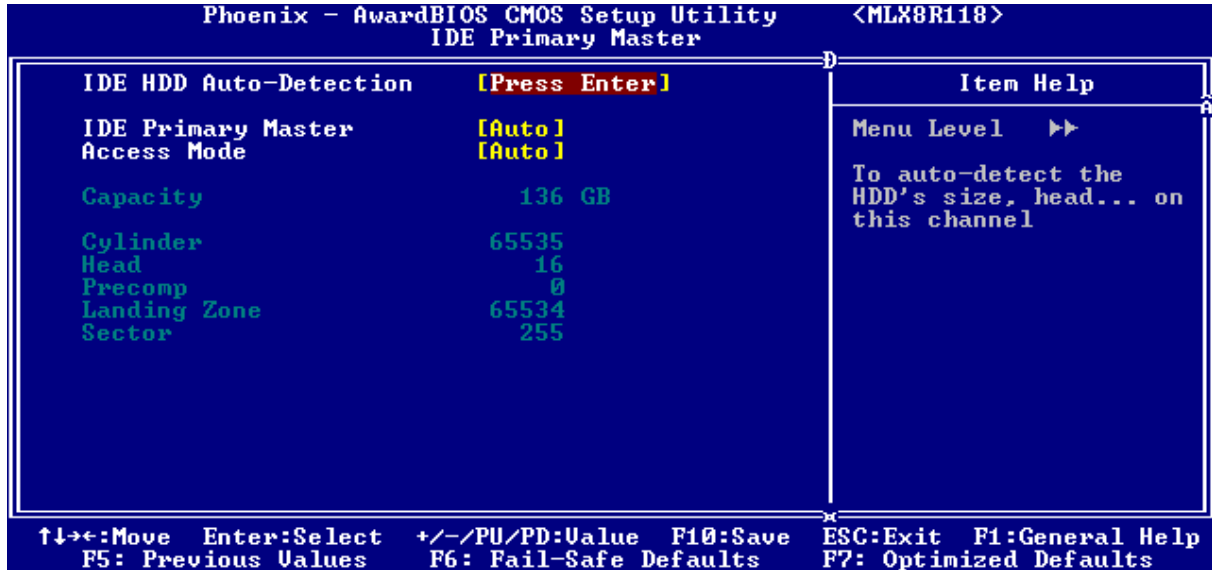 Phoenix - AwardBIOS CMOS Setup Utility <MLX8R118>
IDE Primary Master
IDE HDD Auto-Detection [Press Enter]
IDE Primary Master [Auto]
Access Mode [Auto]
Capacity 136 GB
Cylinder 65535
Head 16
Precomp 0
Landing Zone 65534
Sector 255
Item Help
Menu Level ▶▶
To auto-detect the
HDD's size, head... on
this channel
↑↓→←:Move Enter:Select +/-/PU/PD:Value F10:Save ESC:Exit F1:General Help
F5: Previous Values F6: Fail-Safe Defaults F7: Optimized Defaults